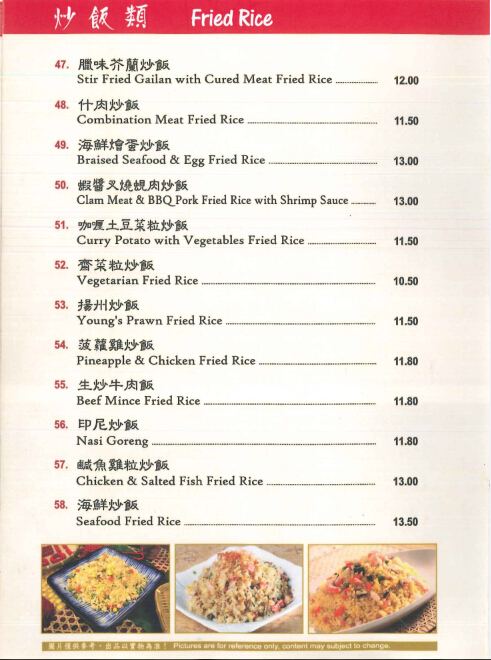 炒飯類 Fried Rice
47. 臘味芥蘭炒飯
Stir Fried Gailan with Cured Meat Fried Rice 12.00
48. 什肉炒飯
Combination Meat Fried Rice 11.50
49. 海鮮燴蛋炒飯
Braised Seafood & Egg Fried Rice 13.00
50. 蝦醬叉燒蜆肉炒飯
Clam Meat & BBQ Pork Fried Rice with Shrimp Sauce 13.00
51. 咖喱土豆菜粒炒飯
Curry Potato with Vegetables Fried Rice 11.50
52. 齋菜粒炒飯
Vegetarian Fried Rice 10.50
53. 揚州炒飯
Young's Prawn Fried Rice 11.50
54. 菠蘿雞炒飯
Pineapple & Chicken Fried Rice 11.80
55. 生炒牛肉飯
Beef Mince Fried Rice 11.80
56. 印尼炒飯
Nasi Goreng 11.80
57. 鹹魚雞粒炒飯
Chicken & Salted Fish Fried Rice 13.00
58. 海鮮炒飯
Seafood Fried Rice 13.50
圖片僅供參考，出品以實物為准！ Pictures are for reference only, content may subject to change.